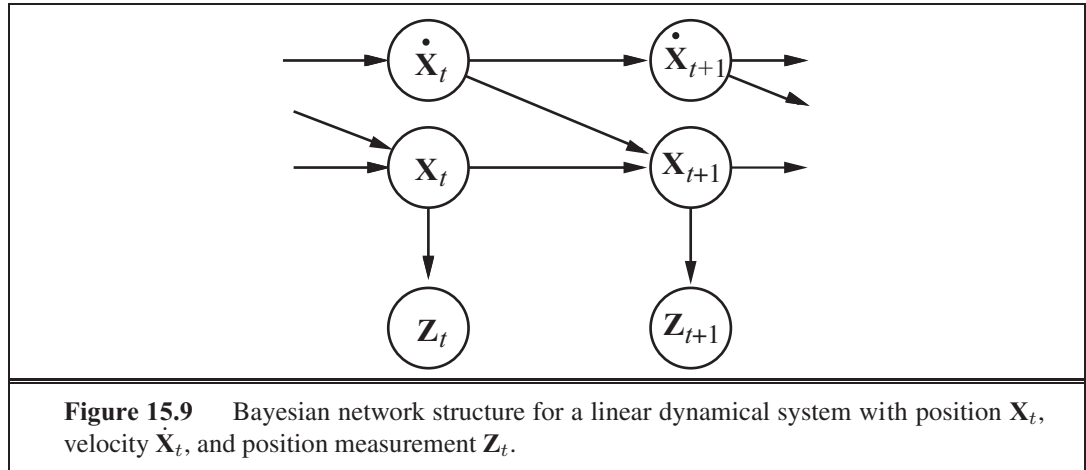 Ẋt
Ẋt+1
Xt
Xt+1
Zt
Zt+1
Figure 15.9 Bayesian network structure for a linear dynamical system with position Xt,
velocity Ẋt, and position measurement Zt.